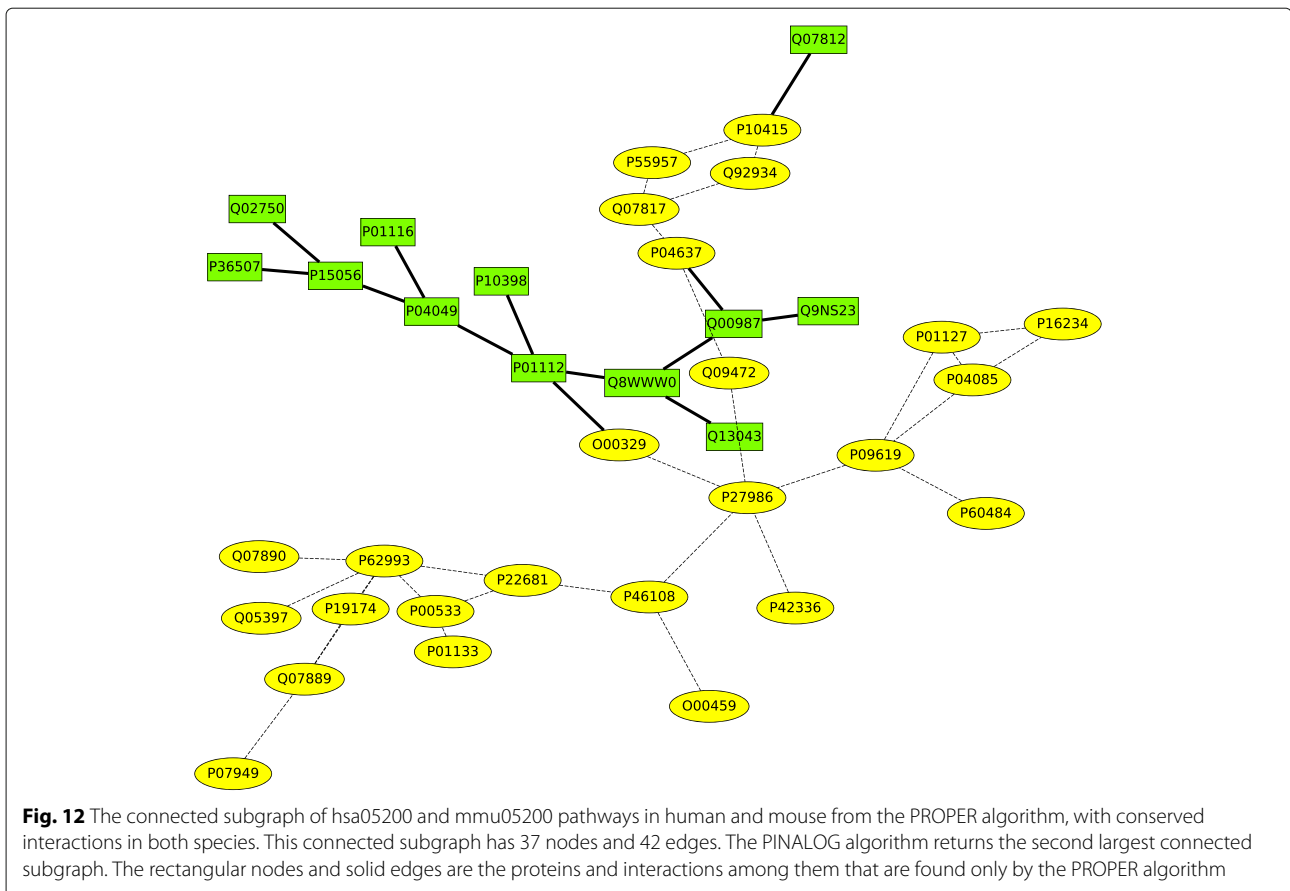 Q07812
P10415
P55957
Q92934
Q07817
Q02750
P01116
P04637
P36507
P15056
P10398
P04049
Q00987
Q9NS23
P01127
P16234
P01112
Q8WWW0
Q09472
P04085
O00329
Q13043
P09619
P27986
P60484
Q07890
P62993
P22681
P46108
P42336
Q05397
P19174
P00533
P01133
Q07889
O00459
P07949
Fig. 12 The connected subgraph of hsa05200 and mmu05200 pathways in human and mouse from the PROPER algorithm, with conserved
interactions in both species. This connected subgraph has 37 nodes and 42 edges. The PINALOG algorithm returns the second largest connected
subgraph. The rectangular nodes and solid edges are the proteins and interactions among them that are found only by the PROPER algorithm